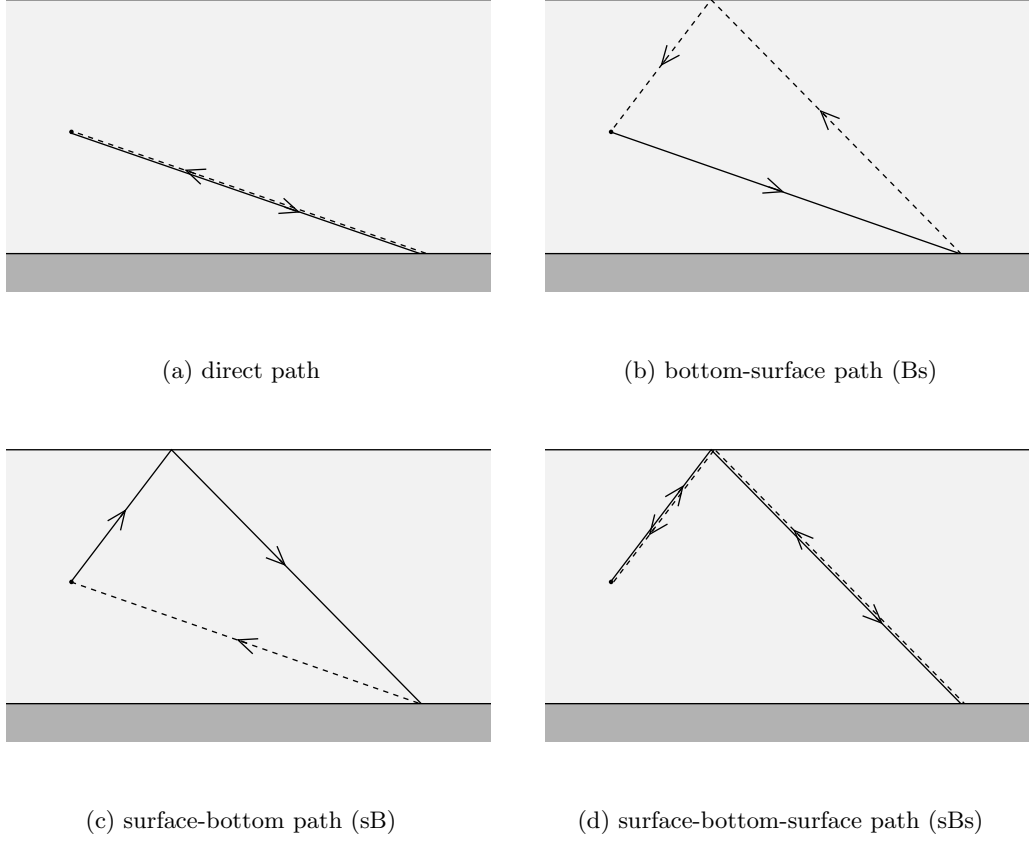 (a) direct path
(b) bottom-surface path (Bs)
(c) surface-bottom path (sB)
(d) surface-bottom-surface path (sBs)